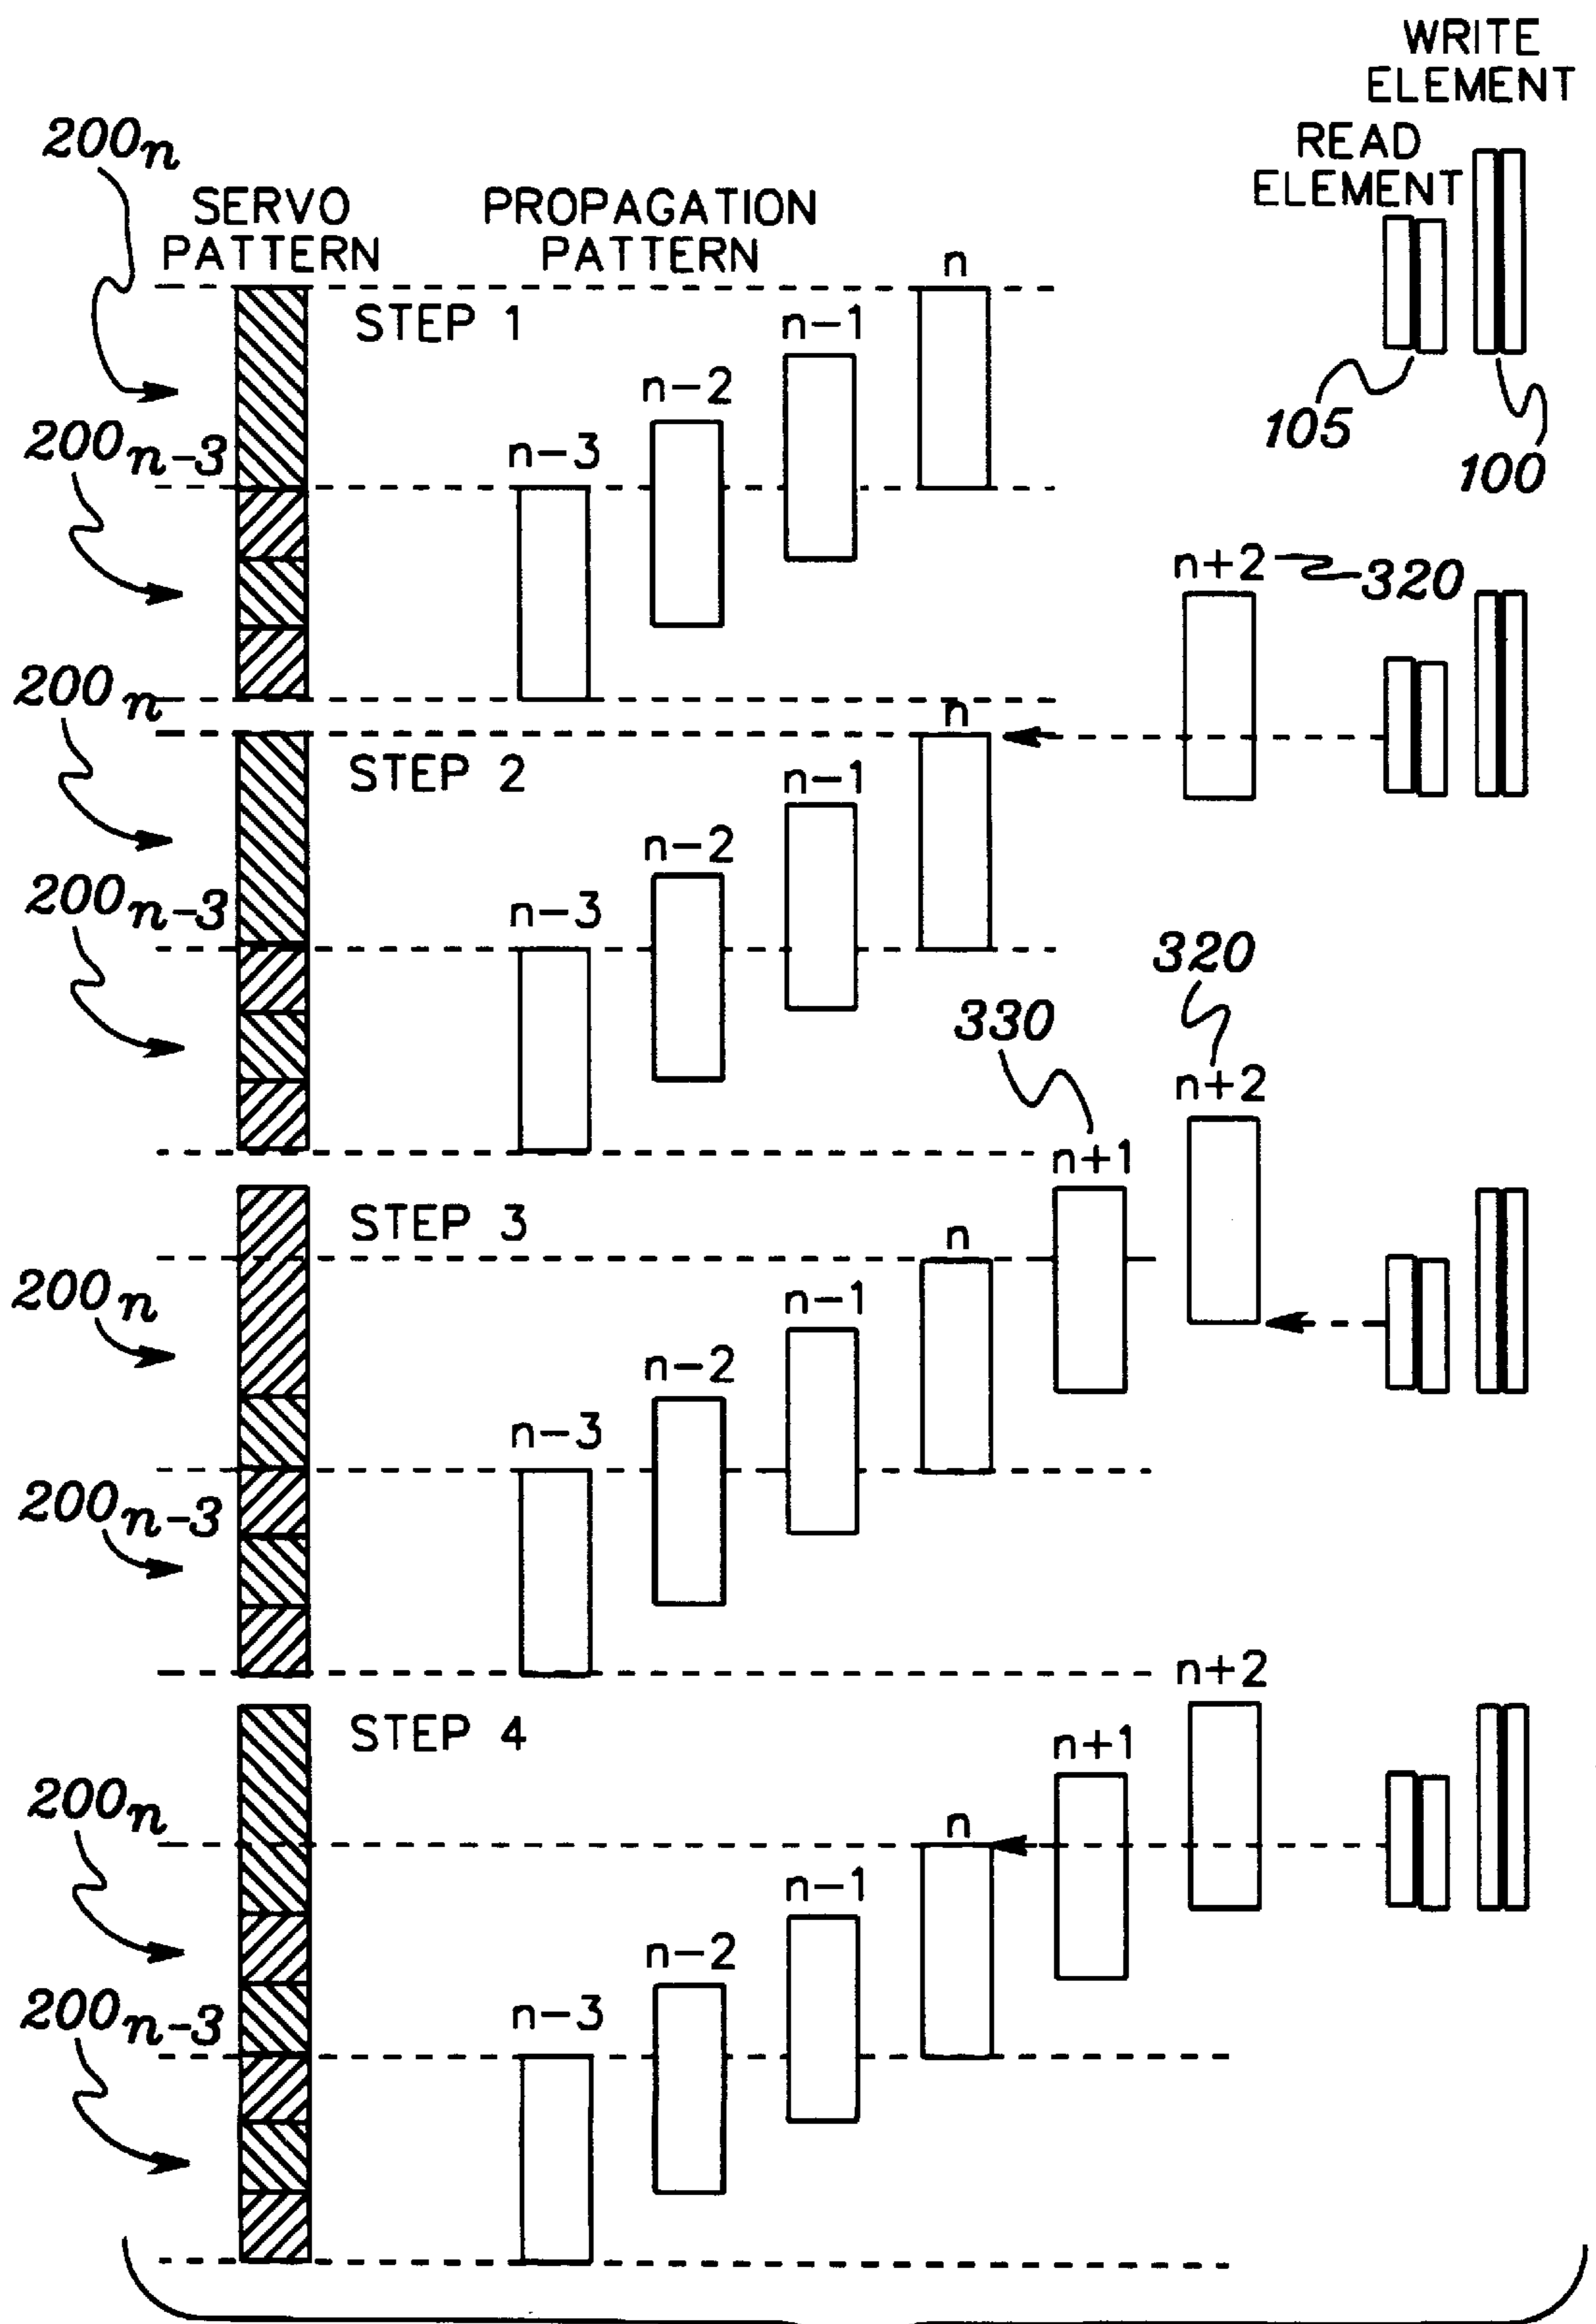 WRITE
ELEMENT
READ
ELEMENT
200n
SERVO
PATTERN
PROPAGATION
PATTERN
n
STEP 1
n-1
n-2
105
100
200n-3
n-3
n+2
320
200n
n
STEP 2
n-1
n-2
200n-3
n-3
320
330
n+2
n+1
STEP 3
n
200n
n-1
n-2
n-3
200n-3
n+2
STEP 4
n+1
200n
n
n-1
n-2
200n-3
n-3